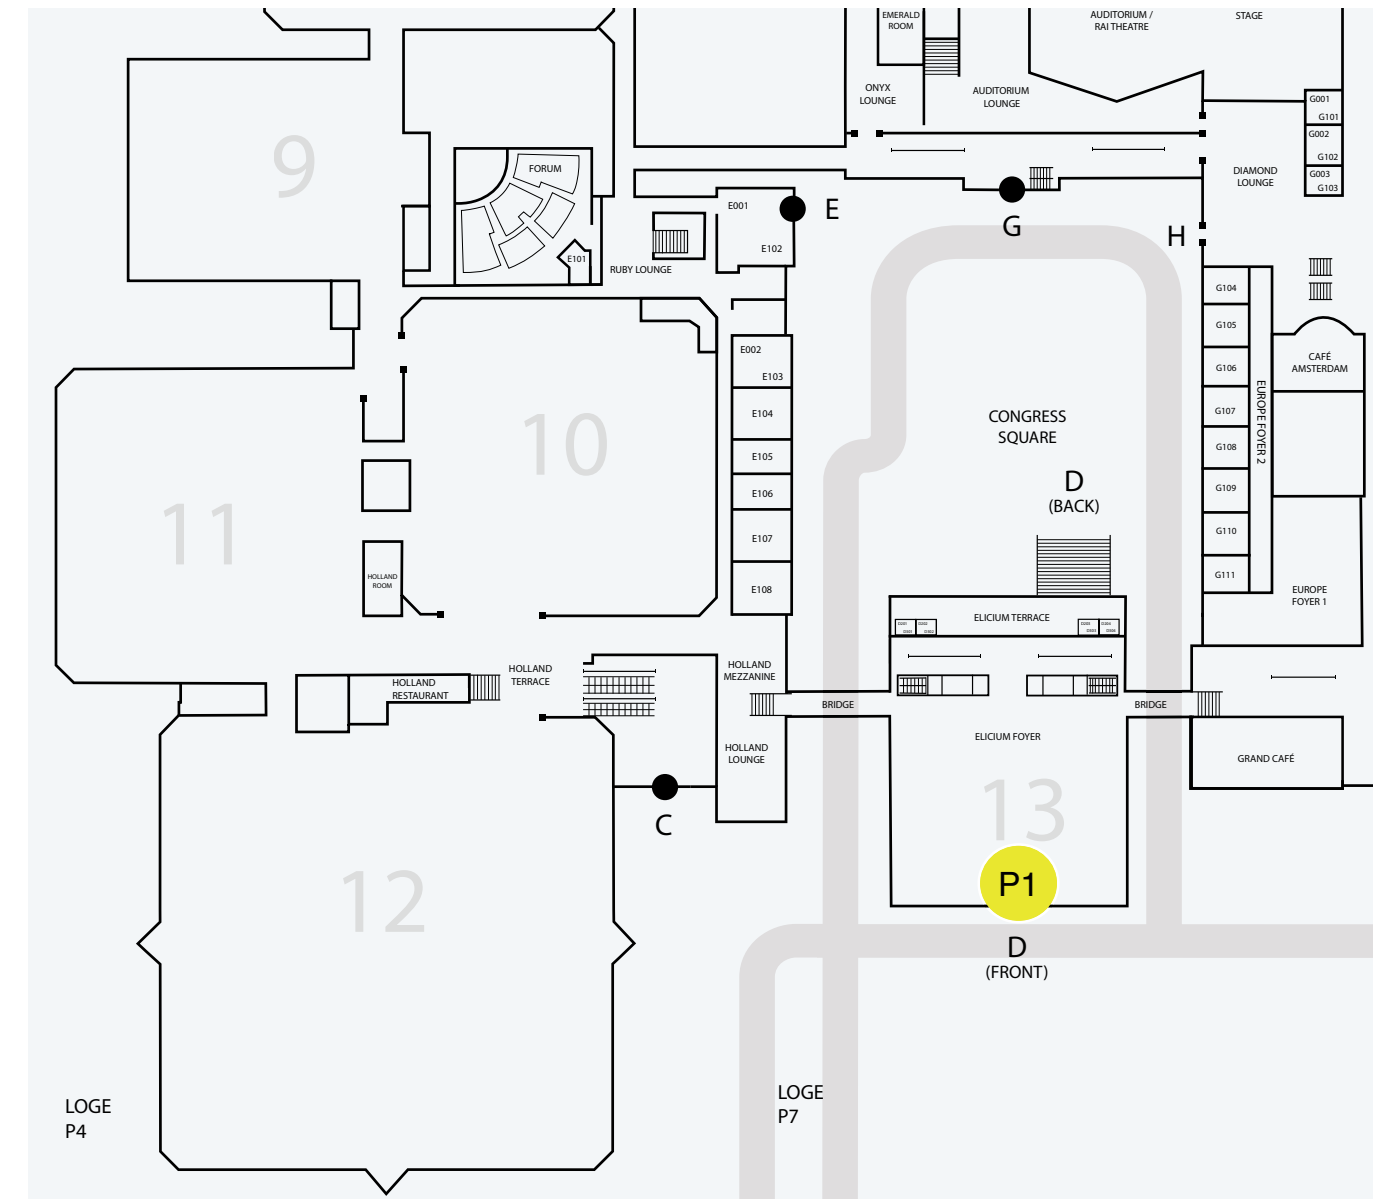 EMERALD
ROOM
AUDITORIUM /
RAI THEATRE
STAGE
ONYX
LOUNGE
AUDITORIUM
LOUNGE
G001
G101
G002
G102
G003
G103
DIAMOND
LOUNGE
9
FORUM
E101
RUBY LOUNGE
E001
E102
E
G
H
G104
G105
G106
G107
G108
G109
G110
G111
EUROPE FOYER 2
CAFÉ
AMSTERDAM
EUROPE
FOYER 1
E002
E103
E104
E105
E106
E107
E108
10
11
CONGRESS
SQUARE
D
(BACK)
HOLLAND
ROOM
ELICIUM TERRACE
D201
D202
HOLLAND
RESTAURANT
HOLLAND
TERRACE
HOLLAND
MEZZANINE
BRIDGE
BRIDGE
HOLLAND
LOUNGE
ELICIUM FOYER
GRAND CAFÉ
13
C
P1
12
D
(FRONT)
LOGE
P4
LOGE
P7